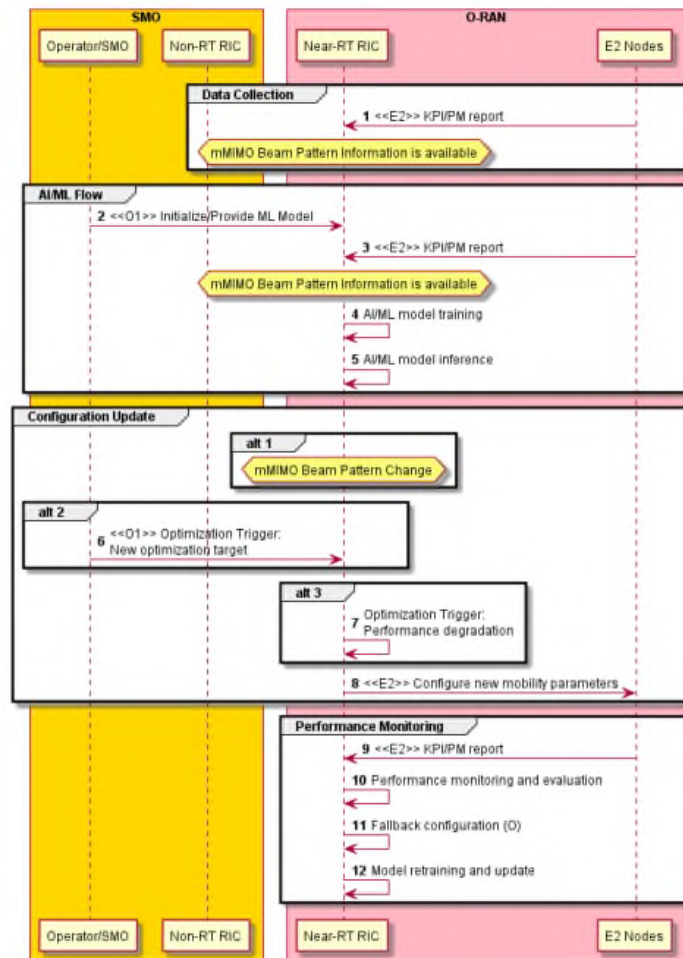 SMO
O-RAN
Operator/SMO
Non-RT RIC
Near-RT RIC
E2 Nodes
Data Collection
1 <<E2>> KPI/PM report
mMIMO Beam Pattern Information is available
AI/ML Flow
2 <<O1>> Initialize/Provide ML Model
3 <<E2>> KPI/PM report
mMIMO Beam Pattern Information is available
4 AI/ML model training
5 AI/ML model inference
Configuration Update
alt 1
mMIMO Beam Pattern Change
alt 2
6 <<O1>> Optimization Trigger:
New optimization target
alt 3
7 Optimization Trigger:
Performance degradation
8 <<E2>> Configure new mobility parameters
Performance Monitoring
9 <<E2>> KPI/PM report
10 Performance monitoring and evaluation
11 Fallback configuration (O)
12 Model retraining and update
Operator/SMO
Non-RT RIC
Near-RT RIC
E2 Nodes